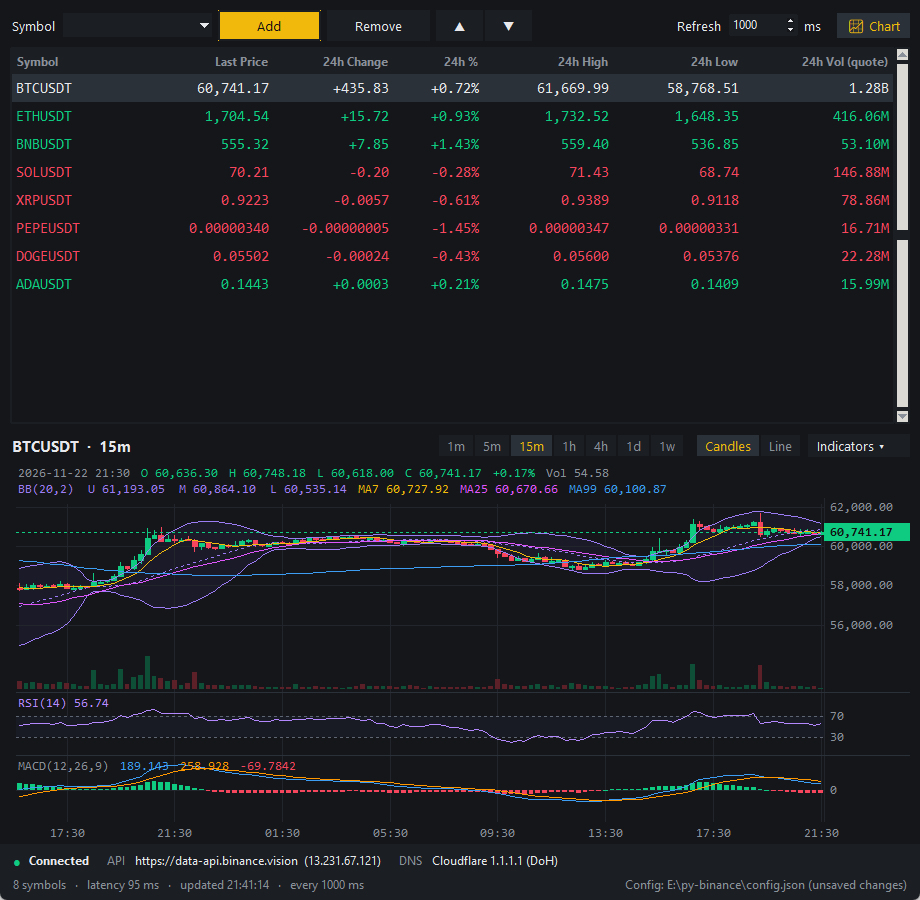 Symbol Add Remove ▲ ▼ Refresh 1000 ms Chart
Symbol Last Price 24h Change 24h % 24h High 24h Low 24h Vol (quote)
BTCUSDT 60,741.17 +435.83 +0.72% 61,669.99 58,768.51 1.28B
ETHUSDT 1,704.54 +15.72 +0.93% 1,732.52 1,648.35 416.06M
BNBUSDT 555.32 +7.85 +1.43% 559.40 536.85 53.10M
SOLUSDT 70.21 -0.20 -0.28% 71.43 68.74 146.88M
XRPUSDT 0.9223 -0.0057 -0.61% 0.9389 0.9118 78.86M
PEPEUSDT 0.00000340 -0.00000005 -1.45% 0.00000347 0.00000331 16.71M
DOGEUSDT 0.05502 -0.00024 -0.43% 0.05600 0.05376 22.28M
ADAUSDT 0.1443 +0.0003 +0.21% 0.1475 0.1409 15.99M
BTCUSDT · 15m 1m 5m 15m 1h 4h 1d 1w Candles Line Indicators ▾
2026-11-22 21:30 O 60,636.30 H 60,748.18 L 60,618.00 C 60,741.17 +0.17% Vol 54.58
BB(20,2) U 61,193.05 M 60,864.10 L 60,535.14 MA7 60,727.92 MA25 60,670.66 MA99 60,100.87
62,000.00
60,741.17
60,000.00
58,000.00
56,000.00
RSI(14) 56.74
70
30
MACD(12,26,9) 189.143 258.928 -69.7842
0
17:30 21:30 01:30 05:30 09:30 13:30 17:30 21:30
● Connected API https://data-api.binance.vision (13.231.67.121) DNS Cloudflare 1.1.1.1 (DoH)
8 symbols · latency 95 ms · updated 21:41:14 · every 1000 ms Config: E:\py-binance\config.json (unsaved changes)